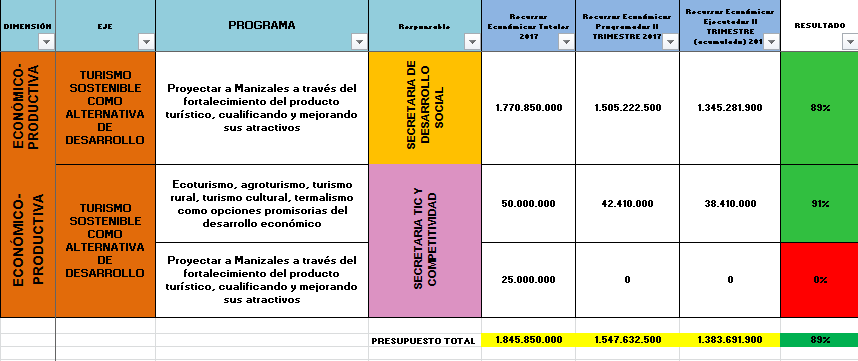 DIMENSIÓN
EJE
PROGRAMA
Responsable
Recursos
Económicos Totales
2017
Recursos Económicos
Programados II
TRIMESTRE 2017
Recursos Económicos
Ejecutados II
TRIMESTRE
(acumulado) 201
RESULTADO
ECONÓMICO-
PRODUCTIVA
TURISMO
SOSTENIBLE
COMO
ALTERNATIVA
DE
DESARROLLO
Proyectar a Manizales a través del
fortalecimiento del producto
turístico, cualificando y mejorando
sus atractivos
SECRETARIA DE
DESARROLLO
SOCIAL
1.770.850.000
1.505.222.500
1.345.281.900
89%
ECONÓMICO-
PRODUCTIVA
TURISMO
SOSTENIBLE
COMO
ALTERNATIVA
DE
DESARROLLO
Ecoturismo, agroturismo, turismo
rural, turismo cultural, termalismo
como opciones promisorias del
desarrollo económico
SECRETARIA TIC Y
COMPETITIVIDAD
50.000.000
42.410.000
38.410.000
91%
Proyectar a Manizales a través del
fortalecimiento del producto
turístico, cualificando y mejorando
sus atractivos
25.000.000
0
0
0%
PRESUPUESTO TOTAL
1.845.850.000
1.547.632.500
1.383.691.900
89%